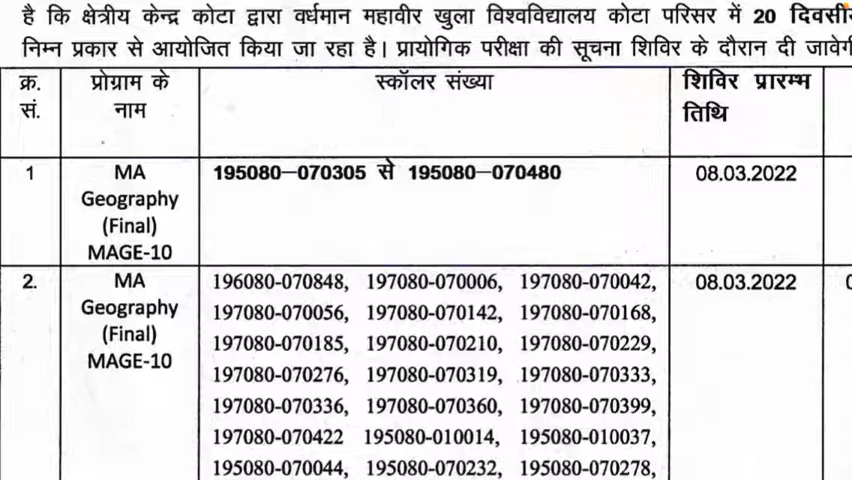 है कि क्षेत्रीय केन्द्र कोटा द्वारा वर्धमान महावीर खुला विश्वविद्यालय कोटा परिसर में 20
निम्न प्रकार से आयोजित किया जा रहा है। प्रायोगिक परीक्षा की सूचना शिविर के दौरान दी
क्र. सं.
प्रोग्राम के नाम
स्कॉलर संख्या
शिविर प्रारम्भ तिथि
1
MA
Geography
(Final)
MAGE-10
195080–070305 से 195080–070480
08.03.2022
2.
MA
Geography
(Final)
MAGE-10
196080-070848, 197080-070006, 197080-070042,
197080-070056, 197080-070142, 197080-070168,
197080-070185, 197080-070210, 197080-070229,
197080-070276, 197080-070319, 197080-070333,
197080-070336, 197080-070360, 197080-070399,
197080-070422 195080-010014, 195080-010037,
195080-070044, 195080-070232, 195080-070278,
08.03.2022